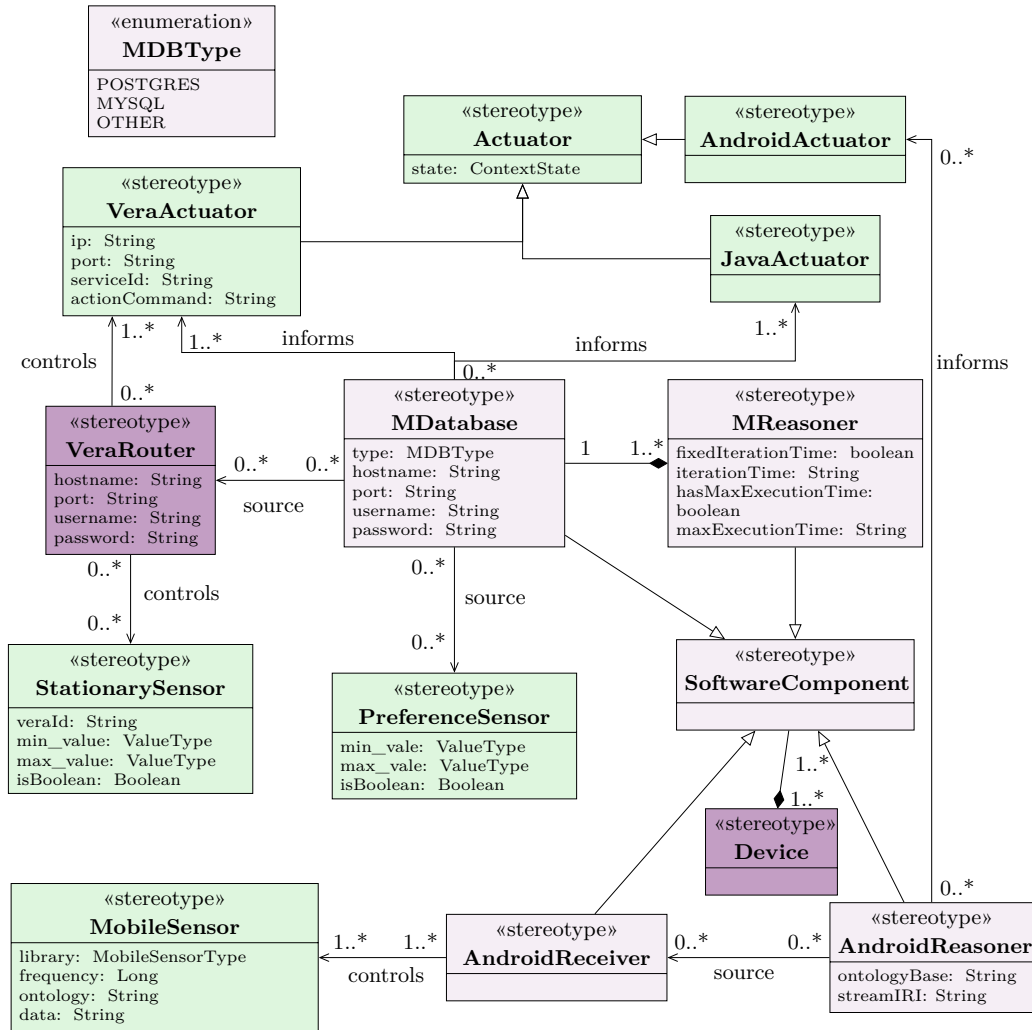 «enumeration»
MDBType
POSTGRES
MYSQL
OTHER
«stereotype»
Actuator
state: ContextState
«stereotype»
AndroidActuator
0..*
«stereotype»
VeraActuator
ip: String
port: String
serviceId: String
actionCommand: String
«stereotype»
JavaActuator
1..*
1..*
informs
informs
1..*
controls
informs
0..*
0..*
«stereotype»
VeraRouter
hostname: String
port: String
username: String
password: String
0..*
0..*
source
«stereotype»
MDatabase
type: MDBType
hostname: String
port: String
username: String
password: String
1
1..*
«stereotype»
MReasoner
fixedIterationTime: boolean
iterationTime: String
hasMaxExecutionTime:
boolean
maxExecutionTime: String
0..*
controls
0..*
0..*
source
0..*
«stereotype»
StationarySensor
veraId: String
min_value: ValueType
max_value: ValueType
isBoolean: Boolean
«stereotype»
PreferenceSensor
min_vale: ValueType
max_vale: ValueType
isBoolean: Boolean
«stereotype»
SoftwareComponent
1..*
1..*
«stereotype»
Device
0..*
«stereotype»
MobileSensor
library: MobileSensorType
frequency: Long
ontology: String
data: String
1..*
1..*
controls
«stereotype»
AndroidReceiver
0..*
0..*
source
«stereotype»
AndroidReasoner
ontologyBase: String
streamIRI: String